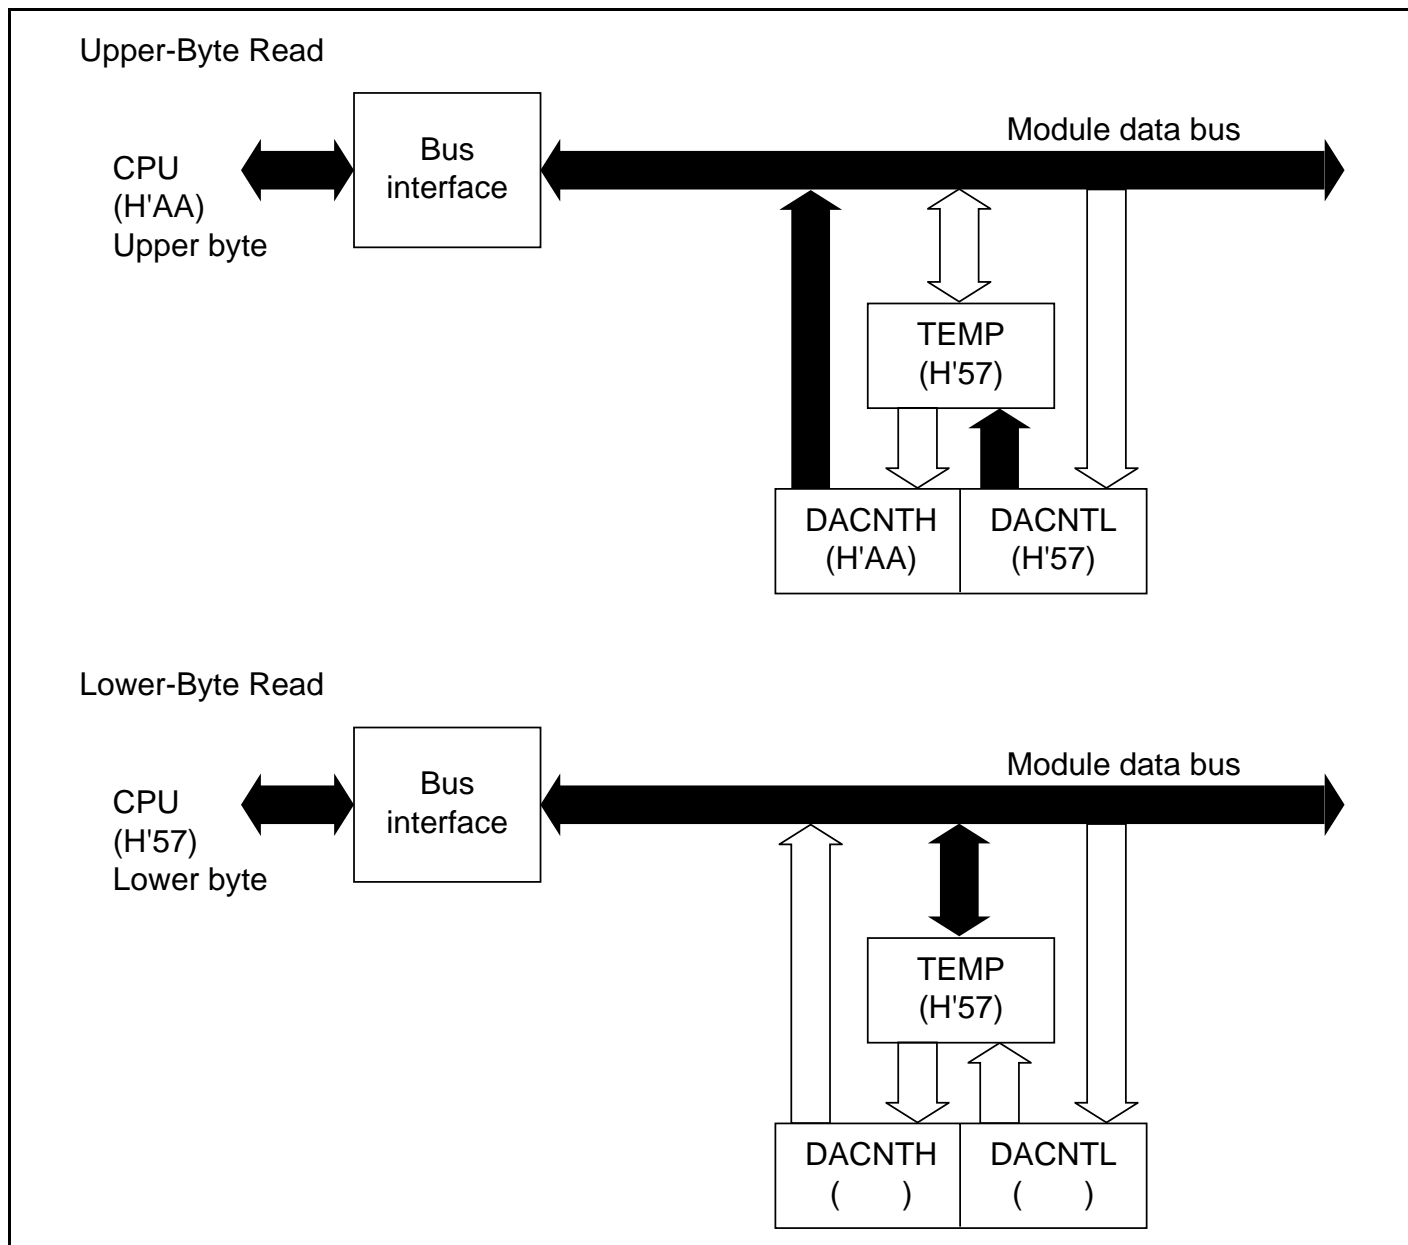 Upper-Byte Read
Module data bus
Bus
interface
CPU
(H'AA)
Upper byte
TEMP
(H'57)
DACNTH
(H'AA)
DACNTL
(H'57)
Lower-Byte Read
Module data bus
Bus
interface
CPU
(H'57)
Lower byte
TEMP
(H'57)
DACNTH
( )
DACNTL
( )